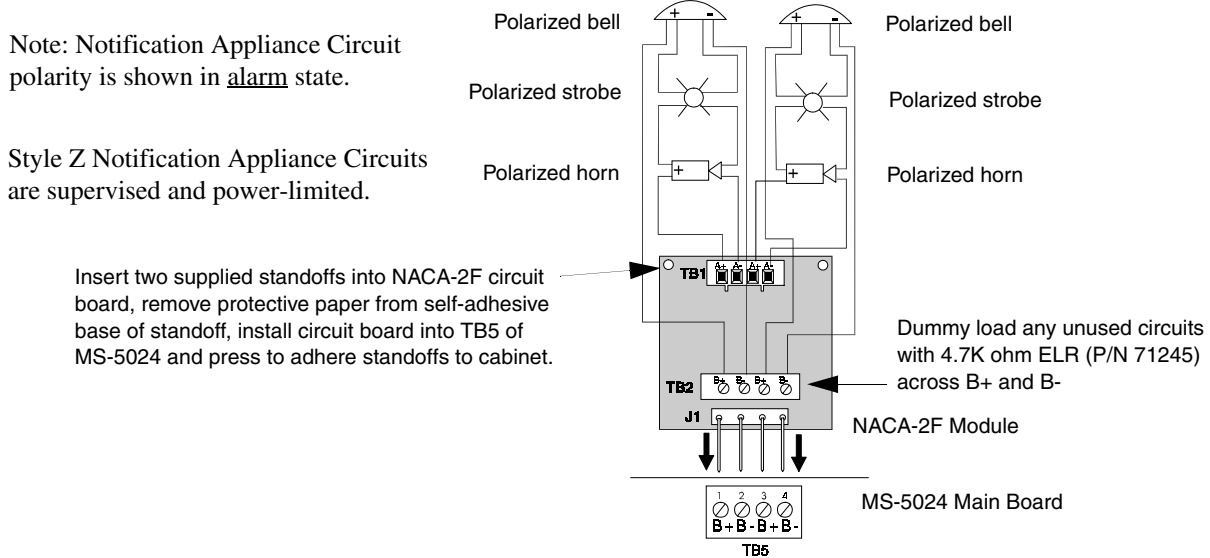 Note: Notification Appliance Circuit
polarity is shown in alarm state.
Style Z Notification Appliance Circuits
are supervised and power-limited.
Insert two supplied standoffs into NACA-2F circuit
board, remove protective paper from self-adhesive
base of standoff, install circuit board into TB5 of
MS-5024 and press to adhere standoffs to cabinet.
Polarized bell
+ -
+ -
Polarized bell
Polarized strobe
Polarized strobe
Polarized horn
+
+
Polarized horn
TB1
A+ A- A+ A-
Dummy load any unused circuits
with 4.7K ohm ELR (P/N 71245)
across B+ and B-
TB2
B+ B- B+ B-
J1
NACA-2F Module
MS-5024 Main Board
1 2 3 4
B+ B- B+ B-
TB5